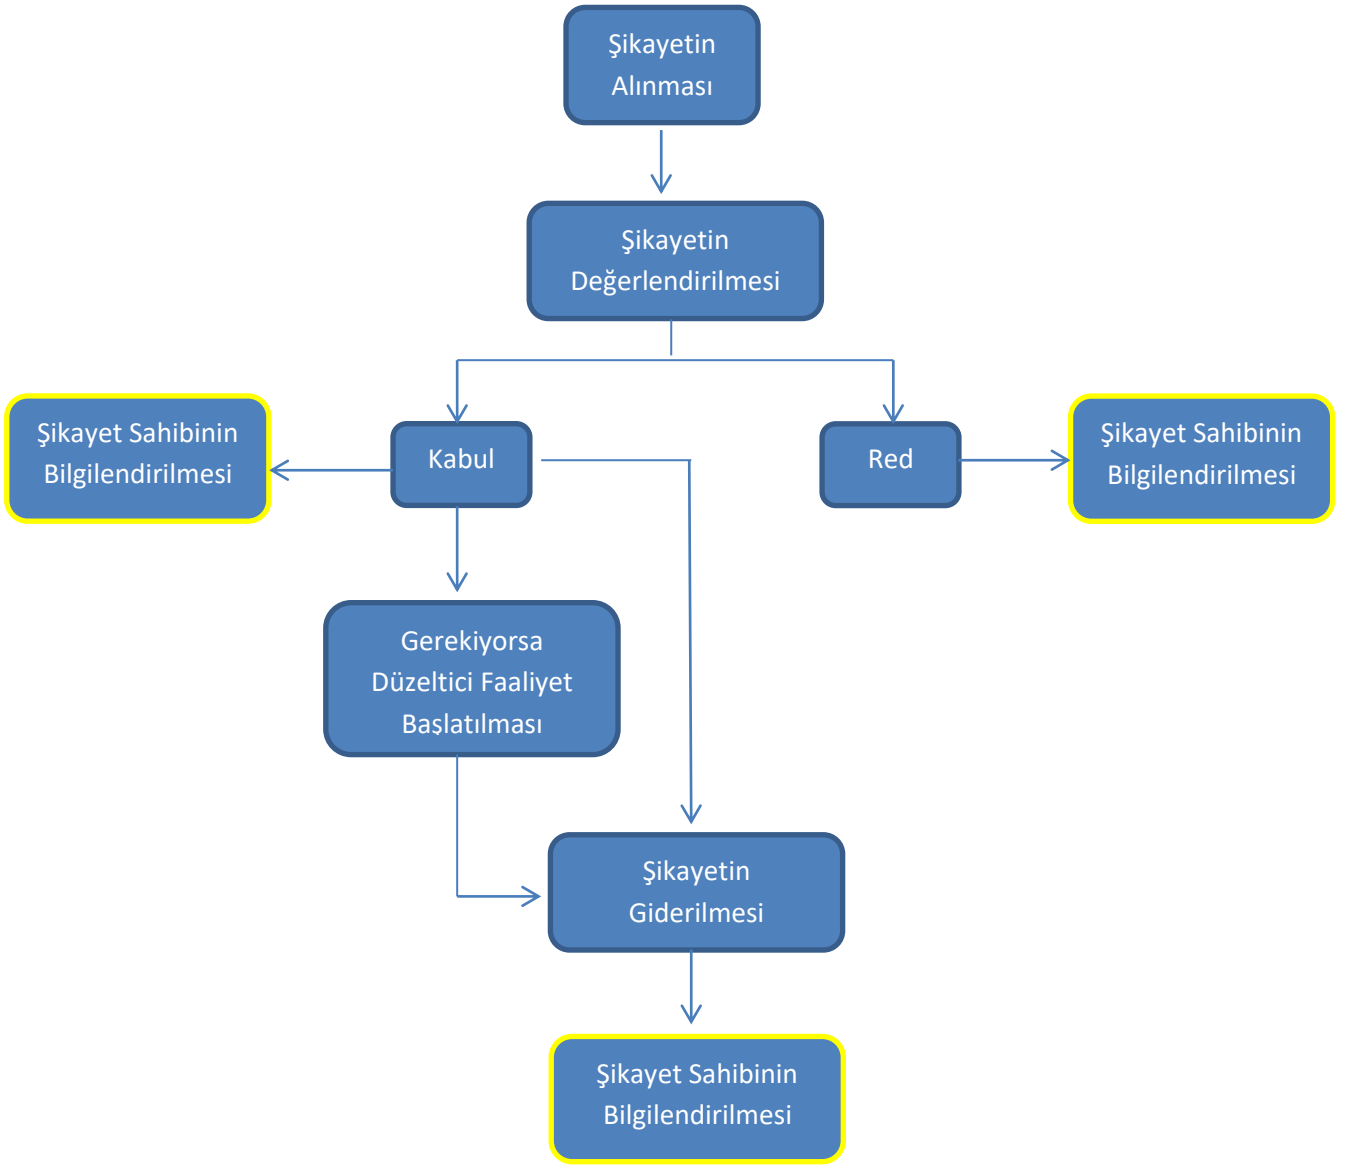 Şikayetin
Alınması
Şikayetin
Değerlendirilmesi
Şikayet Sahibinin
Bilgilendirilmesi
Kabul
Red
Şikayet Sahibinin
Bilgilendirilmesi
Gerekiyorsa
Düzeltici Faaliyet
Başlatılması
Şikayetin
Giderilmesi
Şikayet Sahibinin
Bilgilendirilmesi